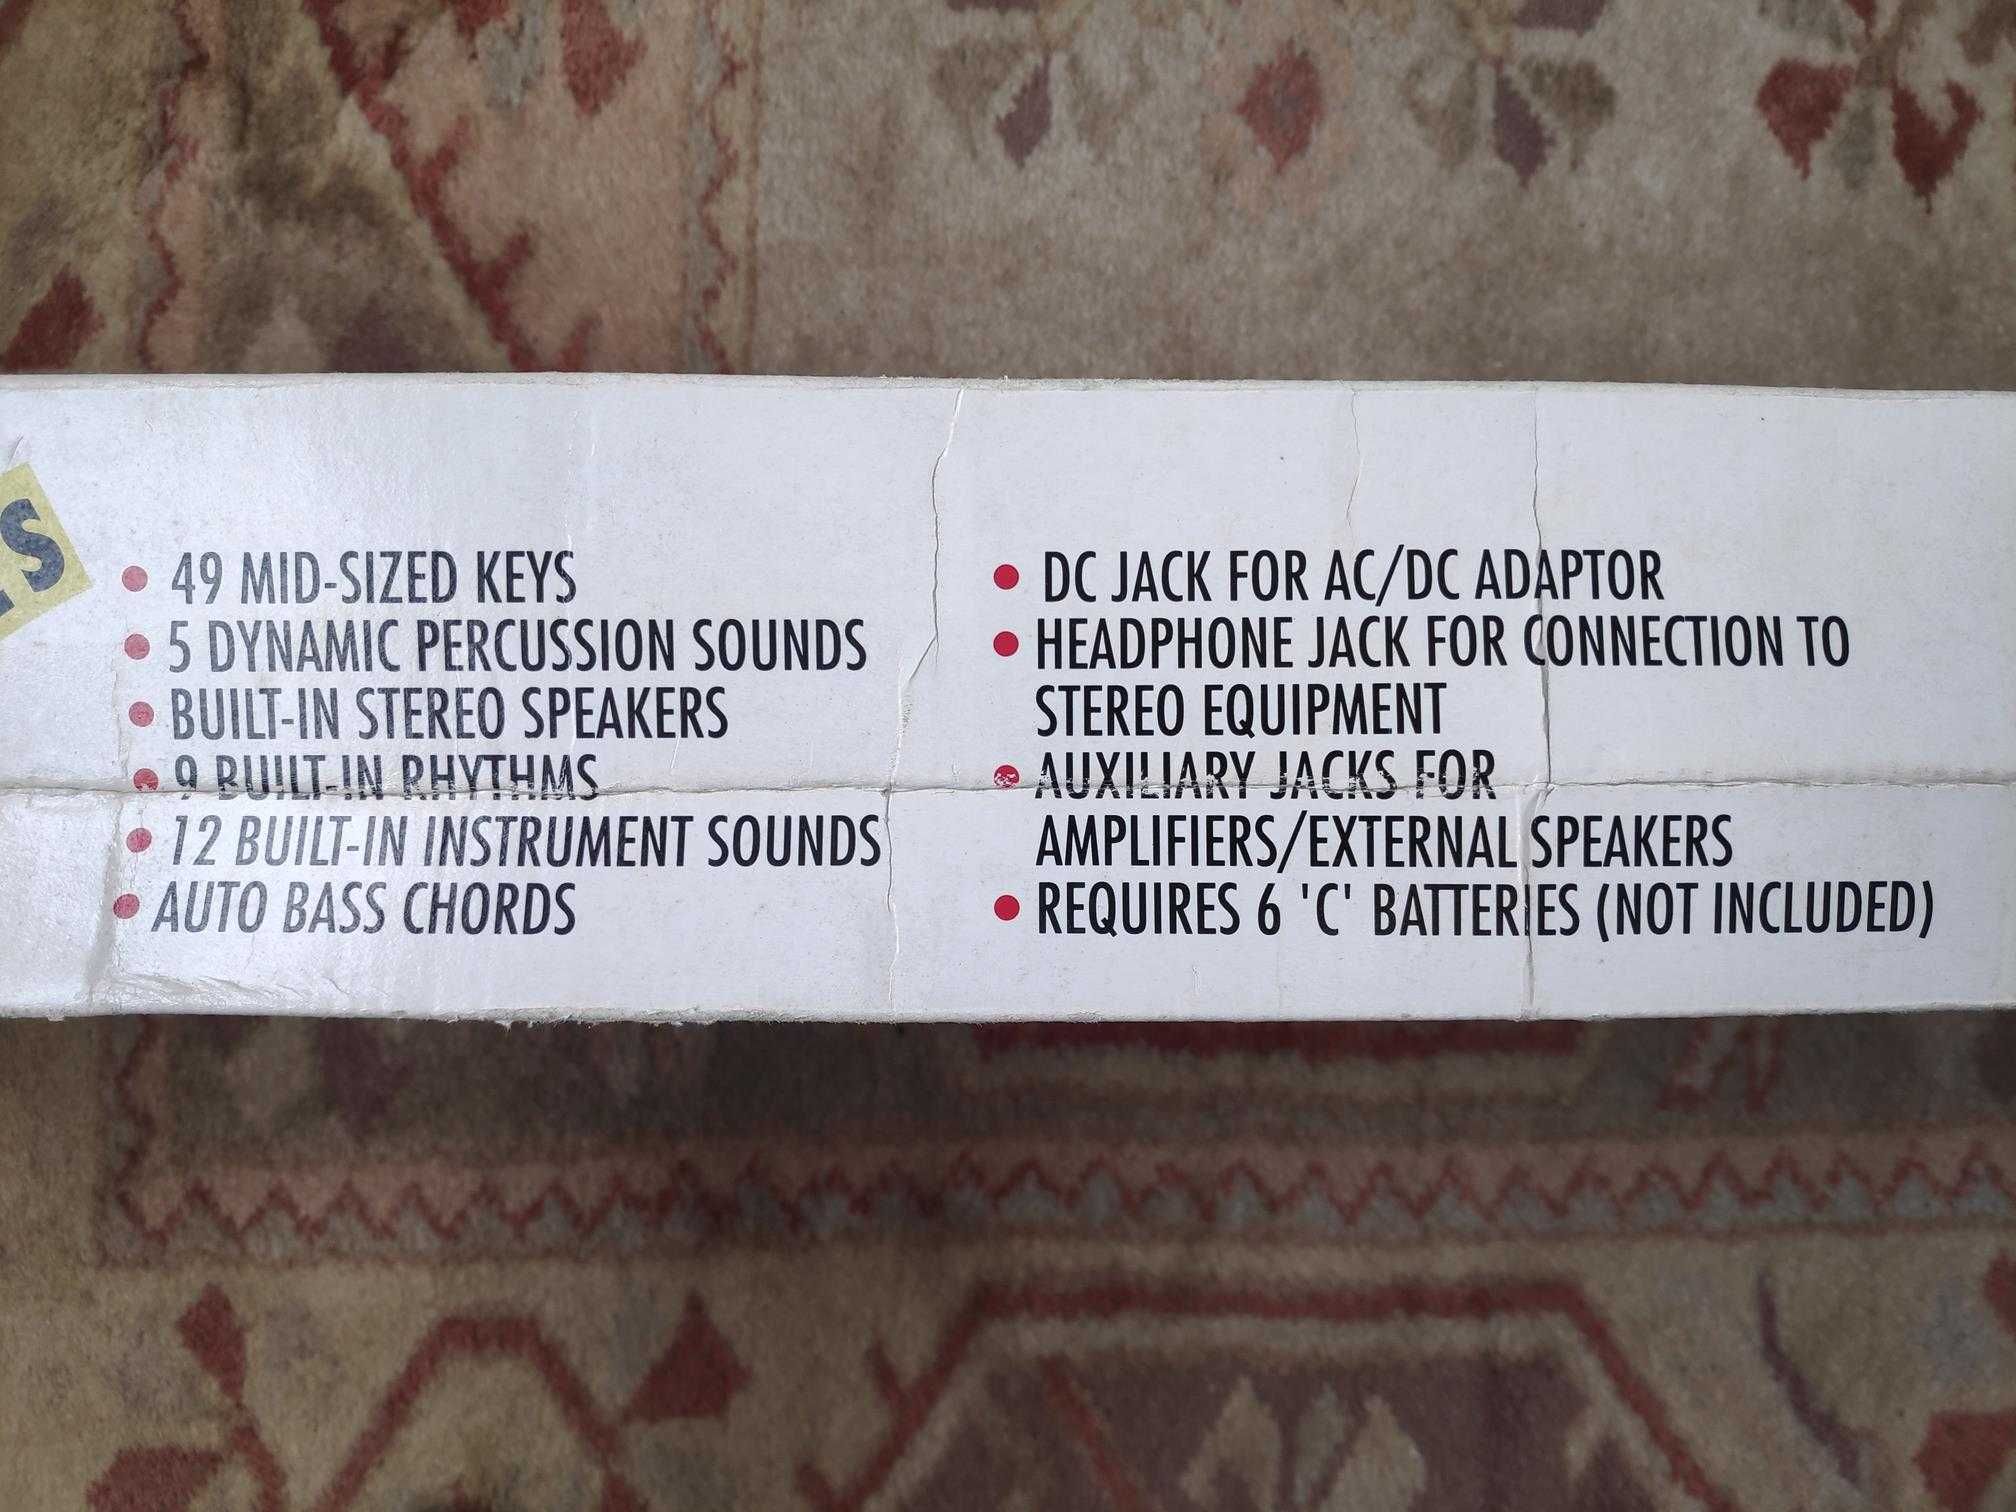 • 49 MID-SIZED KEYS
• 5 DYNAMIC PERCUSSION SOUNDS
• BUILT-IN STEREO SPEAKERS
• 9 BUILT-IN RHYTHMS
• 12 BUILT-IN INSTRUMENT SOUNDS
• AUTO BASS CHORDS
• DC JACK FOR AC/DC ADAPTOR
• HEADPHONE JACK FOR CONNECTION TO
STEREO EQUIPMENT
• AUXILIARY JACKS FOR
AMPLIFIERS/EXTERNAL SPEAKERS
• REQUIRES 6 'C' BATTERIES (NOT INCLUDED)